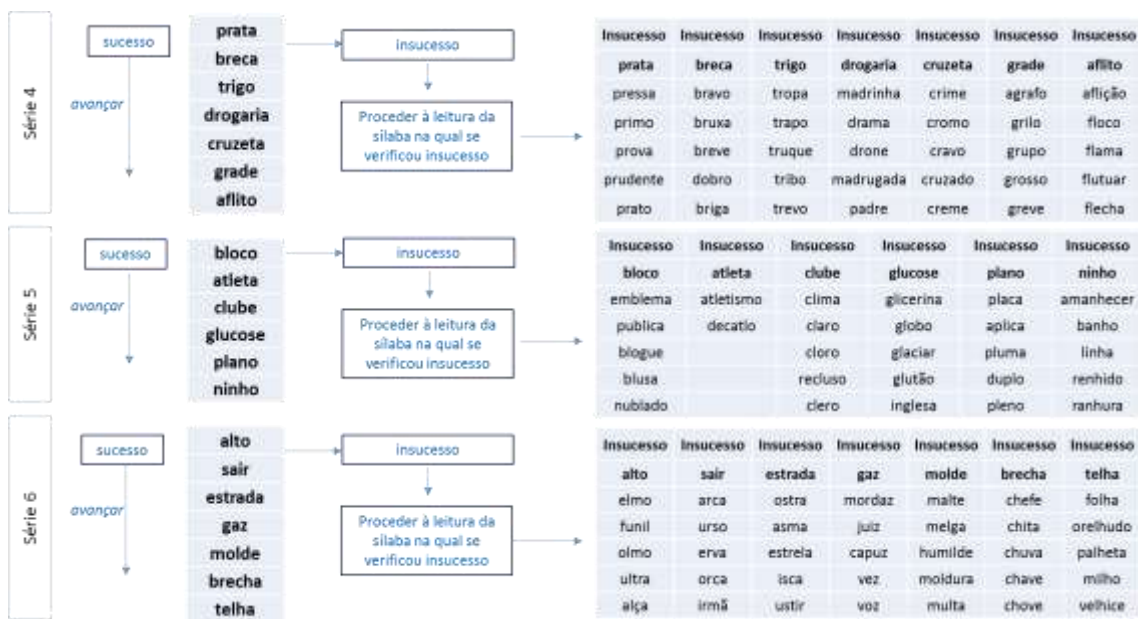 Série 4
sucesso
avançar
prata
breca
trigo
drogaria
cruzeta
grade
aflito
insucesso
Proceder à leitura da
sílaba na qual se
verificou insucesso
Insucesso Insucesso Insucesso Insucesso Insucesso Insucesso Insucesso
prata breca trigo drogaria cruzeta grade aflito
pressa bravo tropa madrinha crime agrafo aflição
primo bruxa trapo drama cromo grilo floco
prova breve truque drone cravo grupo flama
prudente dobro tribo madrugada cruzado grosso flutuar
prato briga trevo padre creme greve flecha
Série 5
sucesso
avançar
bloco
atleta
clube
glucose
plano
ninho
insucesso
Proceder à leitura da
sílaba na qual se
verificou insucesso
Insucesso Insucesso Insucesso Insucesso Insucesso Insucesso
bloco atleta clube glucose plano ninho
emblema atletismo clima glicerina placa amanhecer
publica decatlo claro globo aplica banho
blogue cloro glaciar pluma linha
blusa recluso glutão duplo renhido
nublado clero inglesa pleno ranhura
Série 6
sucesso
avançar
alto
sair
estrada
gaz
molde
brecha
telha
insucesso
Proceder à leitura da
sílaba na qual se
verificou insucesso
Insucesso Insucesso Insucesso Insucesso Insucesso Insucesso Insucesso
alto sair estrada gaz molde brecha telha
elmo arca ostra mordaz malte chefe folha
funil urso asma juiz melga chita orelhudo
olmo erva estrela capuz humilde chuva palheta
ultra orca isca vez moldura chave milho
alça irmã ustir voz multa chove velhice